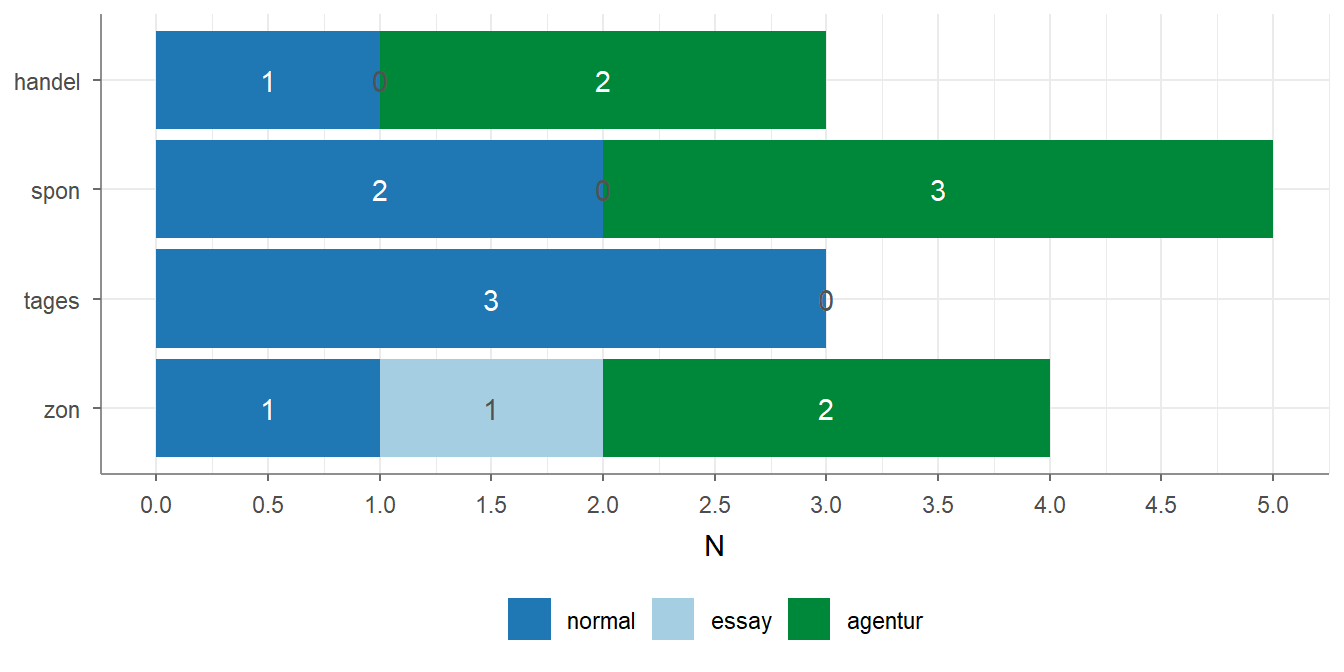 handel 1 0 2
spon 2 0 3
tages 3 0
zon 1 1 2
0.0 0.5 1.0 1.5 2.0 2.5 3.0 3.5 4.0 4.5 5.0
N
normal essay agentur